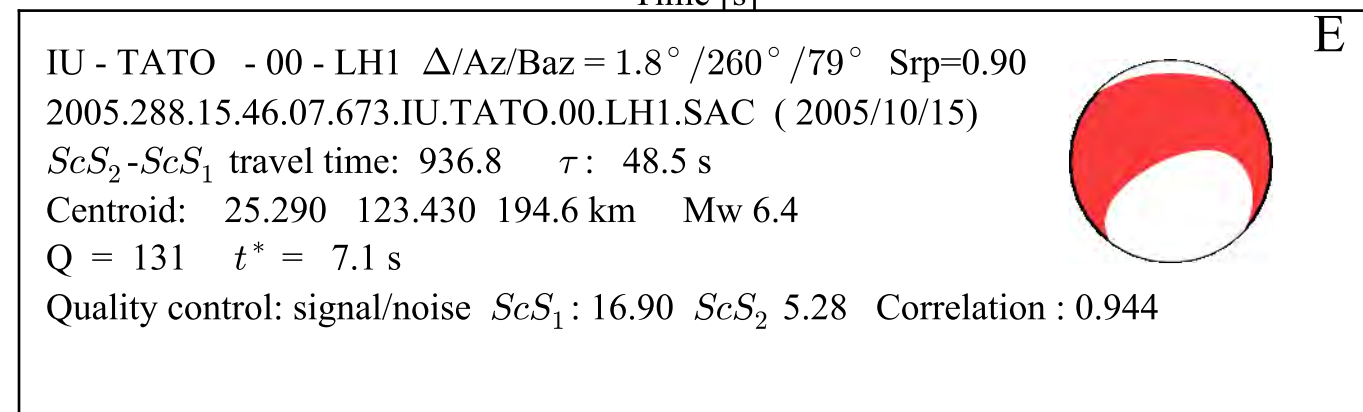 Time [s]
E
IU - TATO - 00 - LH1 Δ/Az/Baz = 1.8° /260° /79° Srp=0.90
2005.288.15.46.07.673.IU.TATO.00.LH1.SAC ( 2005/10/15)
ScS₂-ScS₁ travel time: 936.8 τ : 48.5 s
Centroid: 25.290 123.430 194.6 km Mw 6.4
Q = 131 t* = 7.1 s
Quality control: signal/noise ScS₁ : 16.90 ScS₂ 5.28 Correlation : 0.944